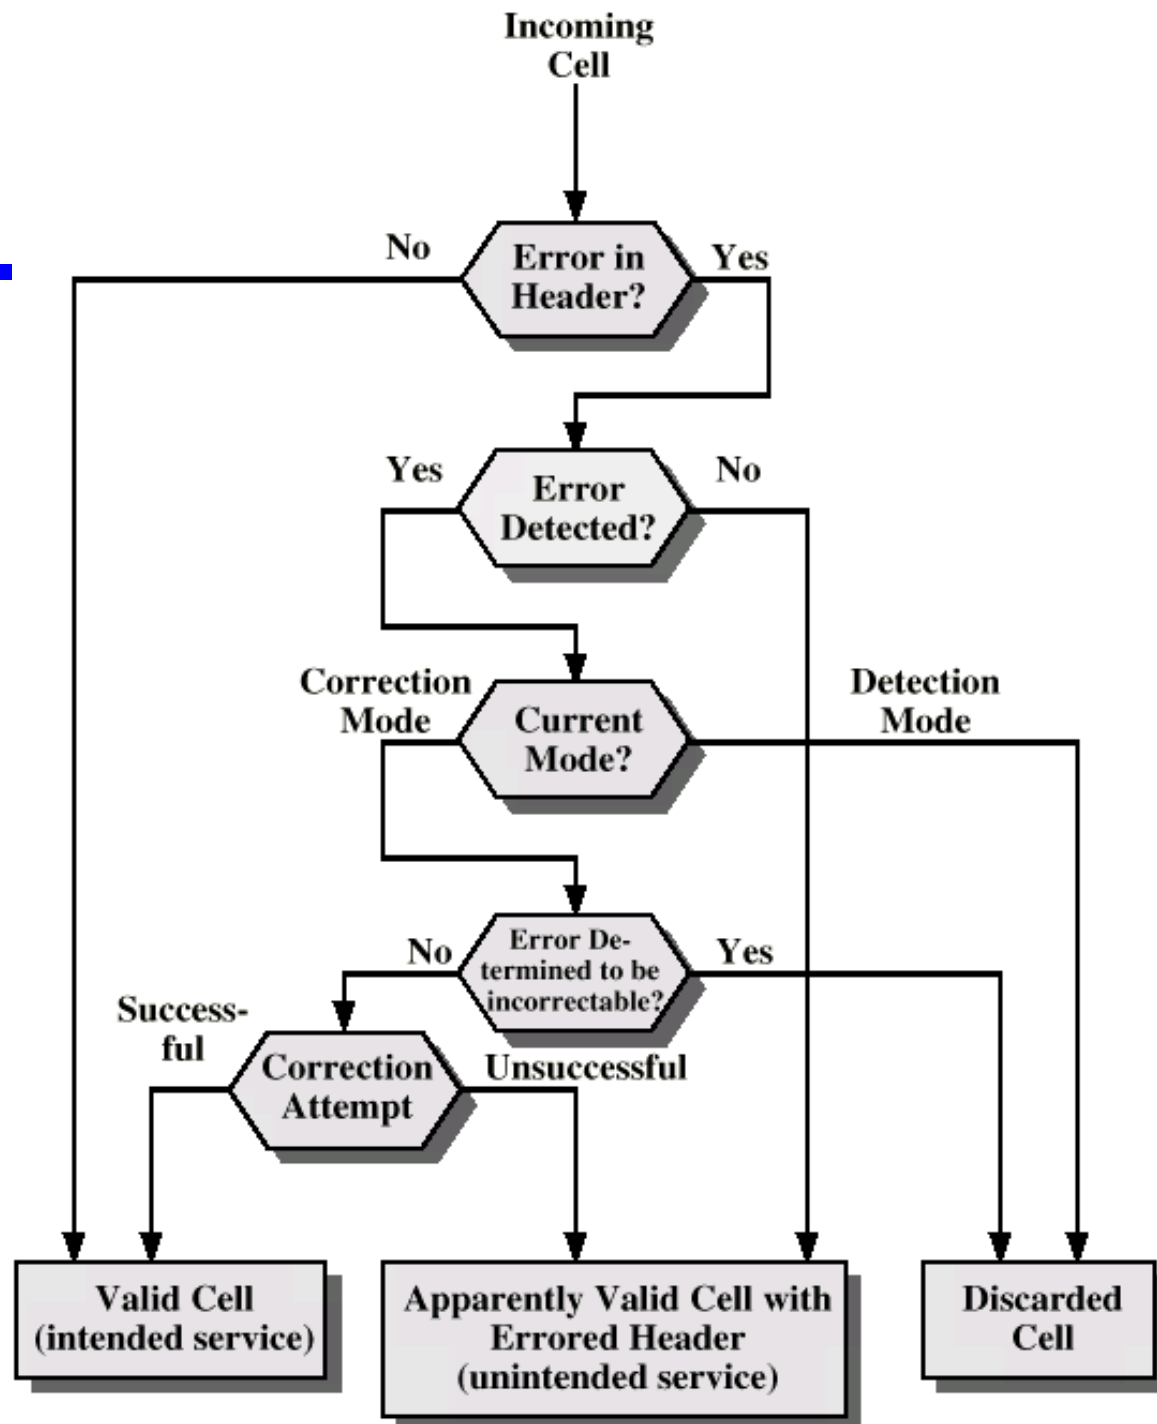 Incoming
Cell
No
Error in
Header?
Yes
Yes
Error
Detected?
No
Correction
Mode
Current
Mode?
Detection
Mode
No
Error De-
termined to be
incorrectable?
Yes
Success-
ful
Correction
Attempt
Unsuccessful
Valid Cell
(intended service)
Apparently Valid Cell with
Errored Header
(unintended service)
Discarded
Cell